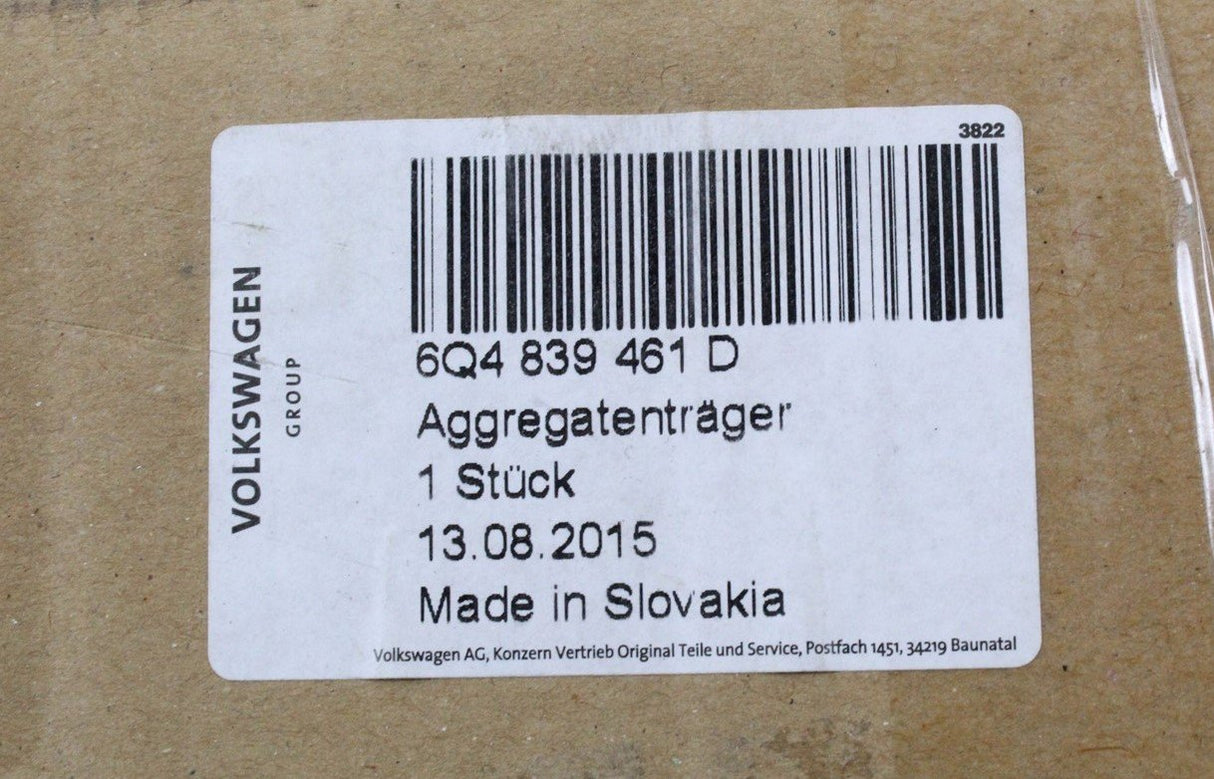 3822
VOLKSWAGEN
GROUP
6Q4 839 461 D
Aggregatenträger
1 Stück
13.08.2015
Made in Slovakia
Volkswagen AG, Konzern Vertrieb Original Teile und Service, Postfach 1451, 34219 Baunatal